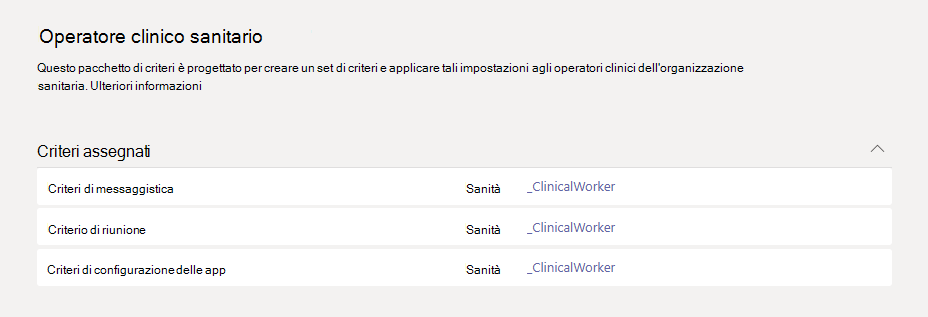 Operatore clinico sanitario
Questo pacchetto di criteri è progettato per creare un set di criteri e applicare tali impostazioni agli operatori clinici dell'organizzazione
sanitaria. Ulteriori informazioni
Criteri assegnati
Criteri di messaggistica Sanità _ClinicalWorker
Criterio di riunione Sanità _ClinicalWorker
Criteri di configurazione delle app Sanità _ClinicalWorker